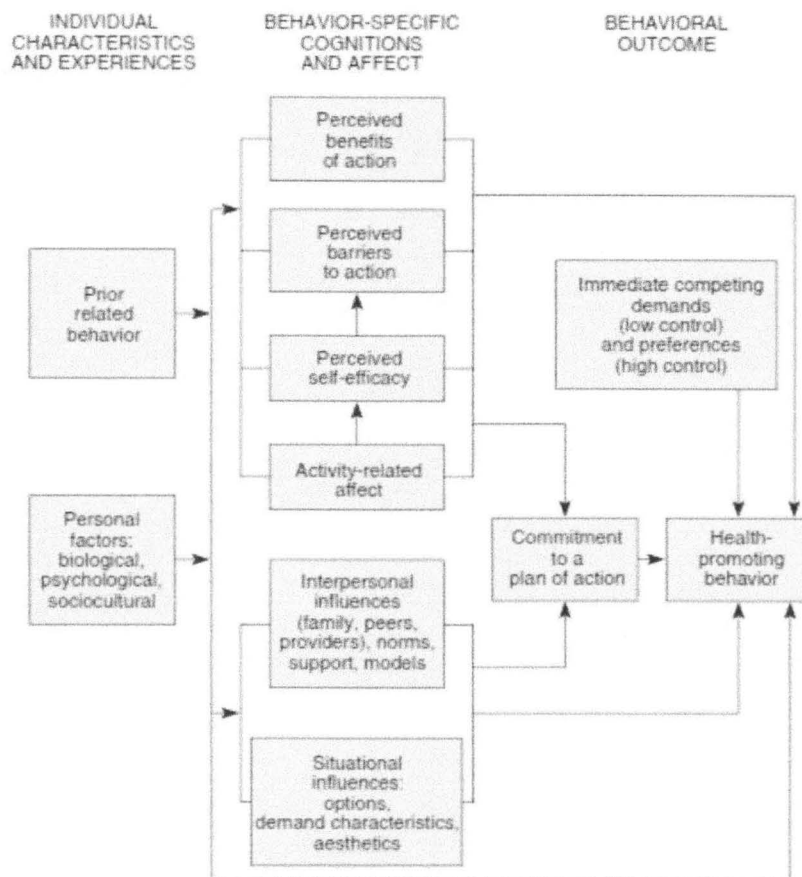 INDIVIDUAL
CHARACTERISTICS
AND EXPERIENCES
BEHAVIOR-SPECIFIC
COGNITIONS
AND AFFECT
BEHAVIORAL
OUTCOME
Perceived
benefits
of action
Perceived
barriers
to action
Prior
related
behavior
Immediate competing
demands
(low control)
and preferences
(high control)
Perceived
self-efficacy
Activity-related
affect
Personal
factors:
biological,
psychological,
sociocultural
Commitment
to a
plan of action
Health-
promoting
behavior
Interpersonal
influences
(family, peers,
providers), norms,
support, models
Situational
influences:
options,
demand characteristics,
aesthetics